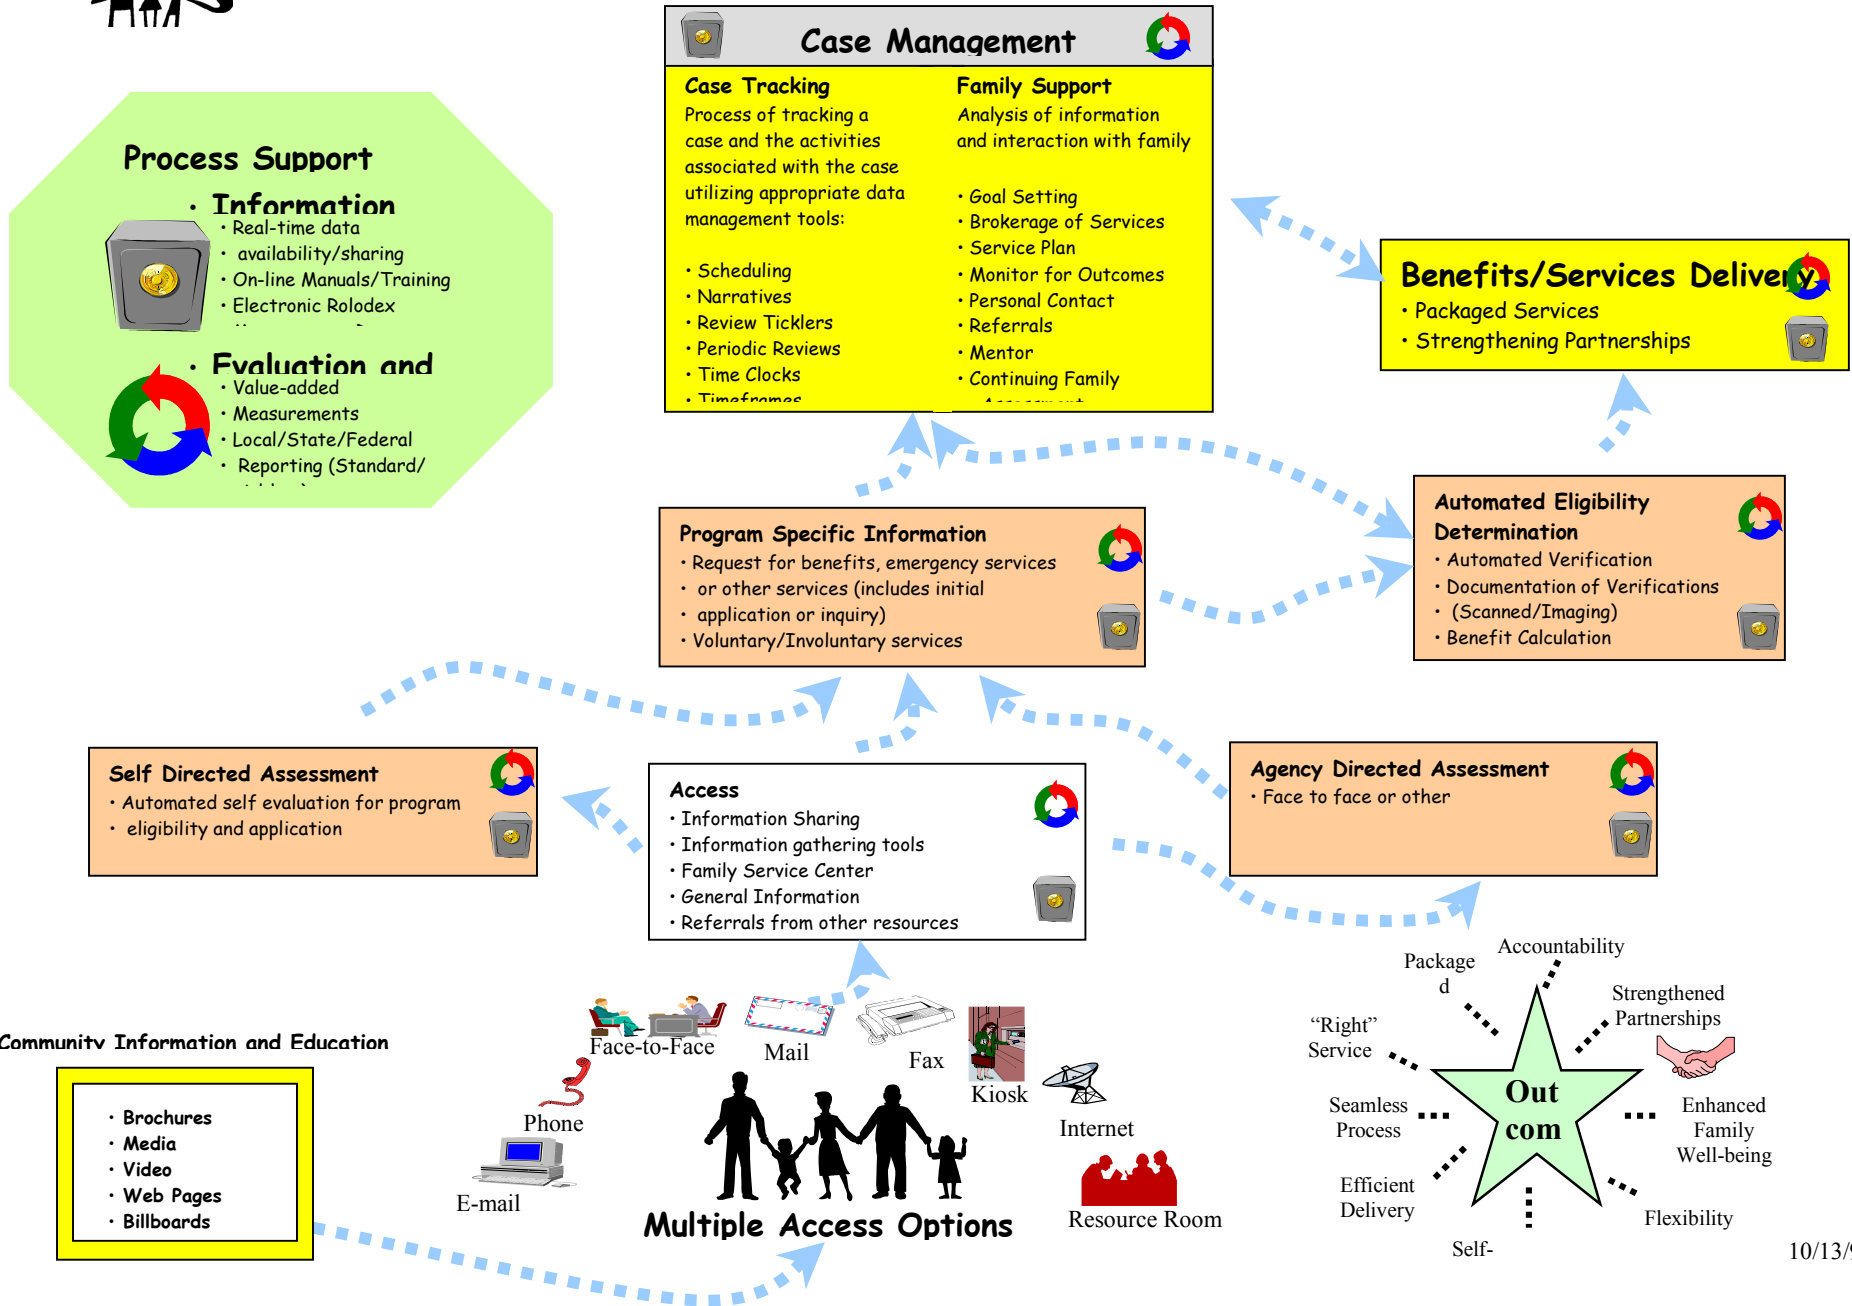 Case Management
Case Tracking
Process of tracking a
case and the activities
associated with the case
utilizing appropriate data
management tools:
• Scheduling
• Narratives
• Review Ticklers
• Periodic Reviews
• Time Clocks
• Timeframes
Family Support
Analysis of information
and interaction with family
• Goal Setting
• Brokerage of Services
• Service Plan
• Monitor for Outcomes
• Personal Contact
• Referrals
• Mentor
• Continuing Family
Assessment
Process Support
• Information
• Real-time data
• availability/sharing
• On-line Manuals/Training
• Electronic Rolodex
• Evaluation and
• Value-added
• Measurements
• Local/State/Federal
• Reporting (Standard/
Benefits/Services Delivery
• Packaged Services
• Strengthening Partnerships
Program Specific Information
• Request for benefits, emergency services
• or other services (includes initial
• application or inquiry)
• Voluntary/Involuntary services
Automated Eligibility
Determination
• Automated Verification
• Documentation of Verifications
• (Scanned/Imaging)
• Benefit Calculation
Self Directed Assessment
• Automated self evaluation for program
• eligibility and application
Access
• Information Sharing
• Information gathering tools
• Family Service Center
• General Information
• Referrals from other resources
Agency Directed Assessment
• Face to face or other
Community Information and Education
• Brochures
• Media
• Video
• Web Pages
• Billboards
Face-to-Face
Mail
Fax
Kiosk
Phone
Internet
E-mail
Resource Room
Multiple Access Options
Accountability
Package
d
Strengthened
Partnerships
"Right"
Service
Out
com
Seamless
Process
Enhanced
Family
Well-being
Efficient
Delivery
Flexibility
Self-
10/13/9